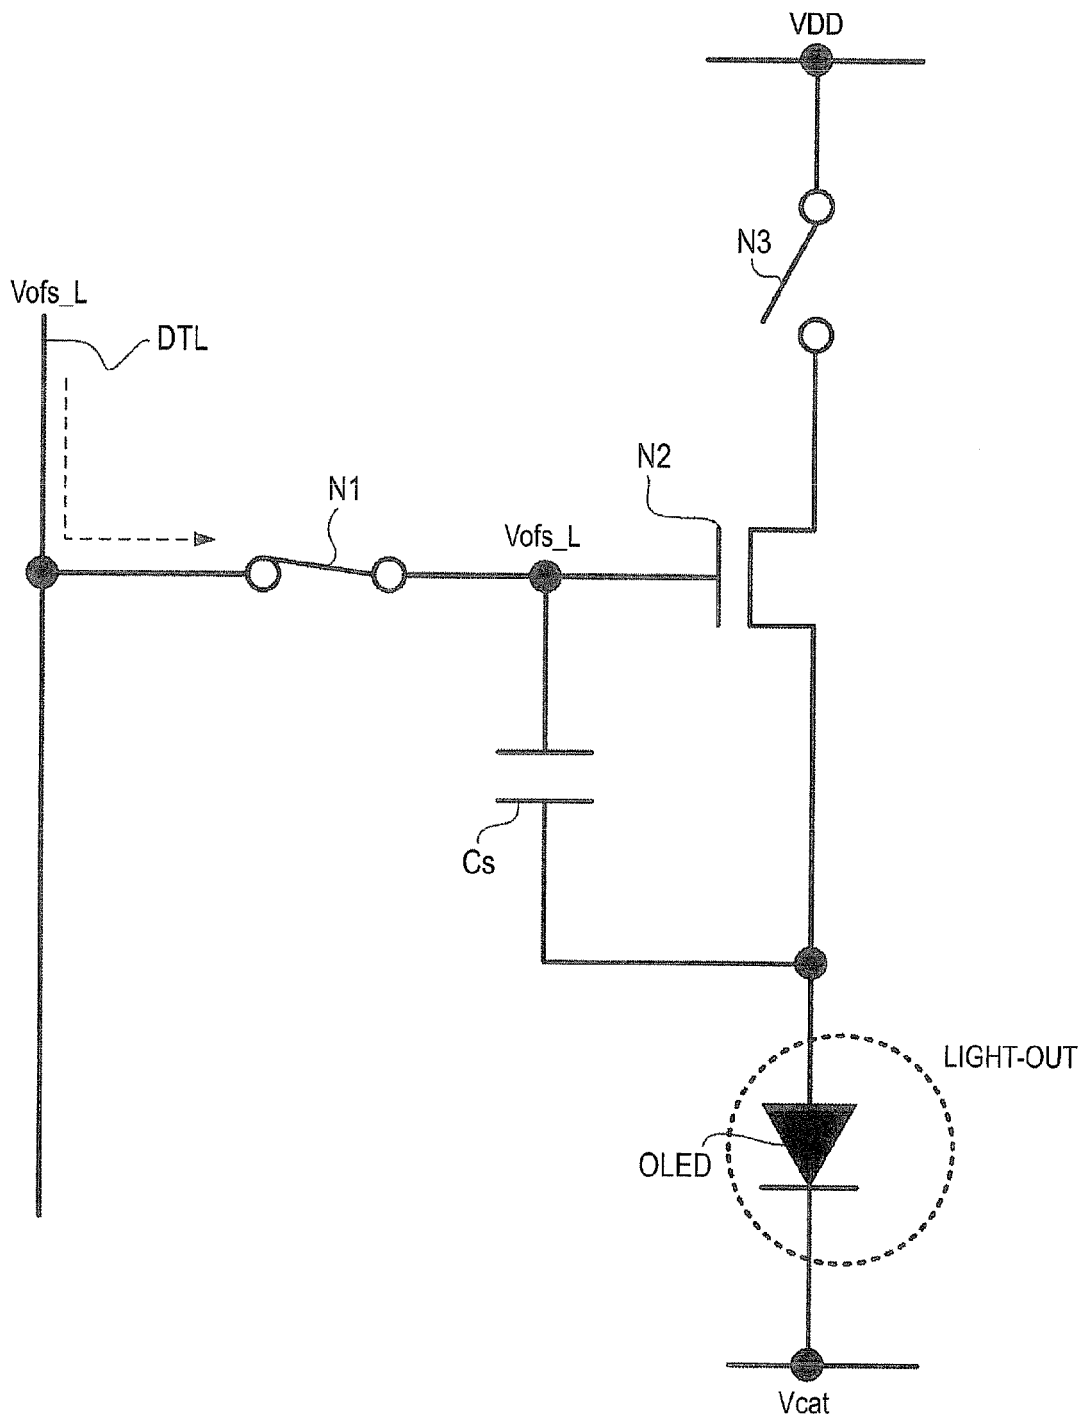 VDD
N3
Vofs_L
DTL
N2
N1
Vofs_L
Cs
LIGHT-OUT
OLED
Vcat